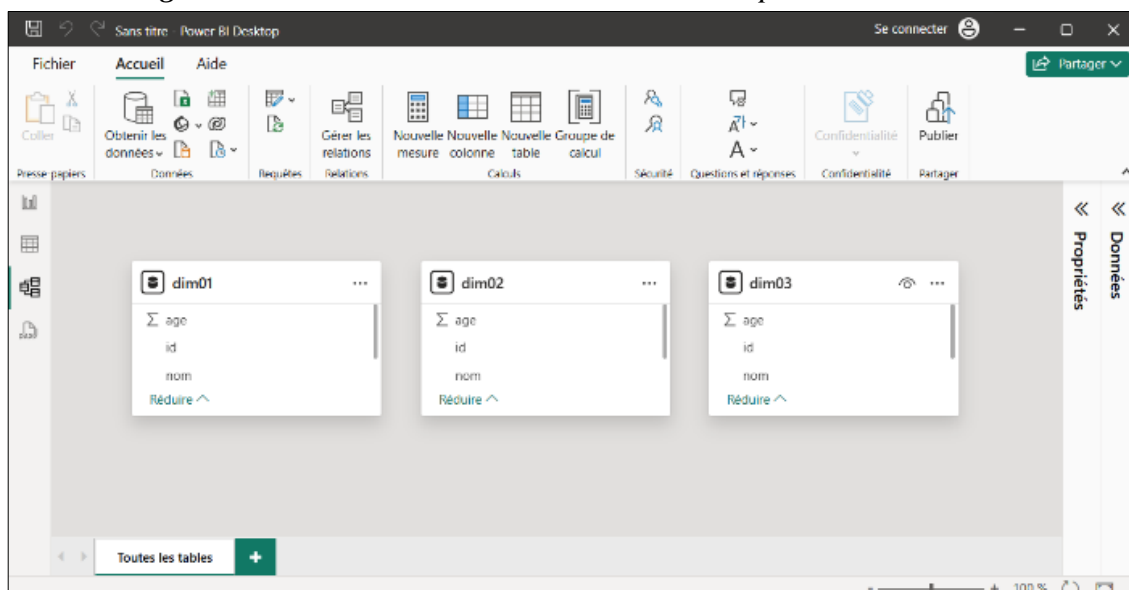 Sans titre - Power BI Desktop
Se connecter
Fichier Accueil Aide
Partager
Coller
Obtenir les données
Gérer les relations
Nouvelle mesure
Nouvelle colonne
Nouvelle table
Groupe de calcul
Confidentialité
Publier
Presse papiers Données Requêtes Relations Calculs Sécurité Questions et réponses Confidentialité Partager
dim01
Σ age
id
nom
Réduire
dim02
Σ age
id
nom
Réduire
dim03
Σ age
id
nom
Réduire
Propriétés
Données
Toutes les tables
+
- + 100 %